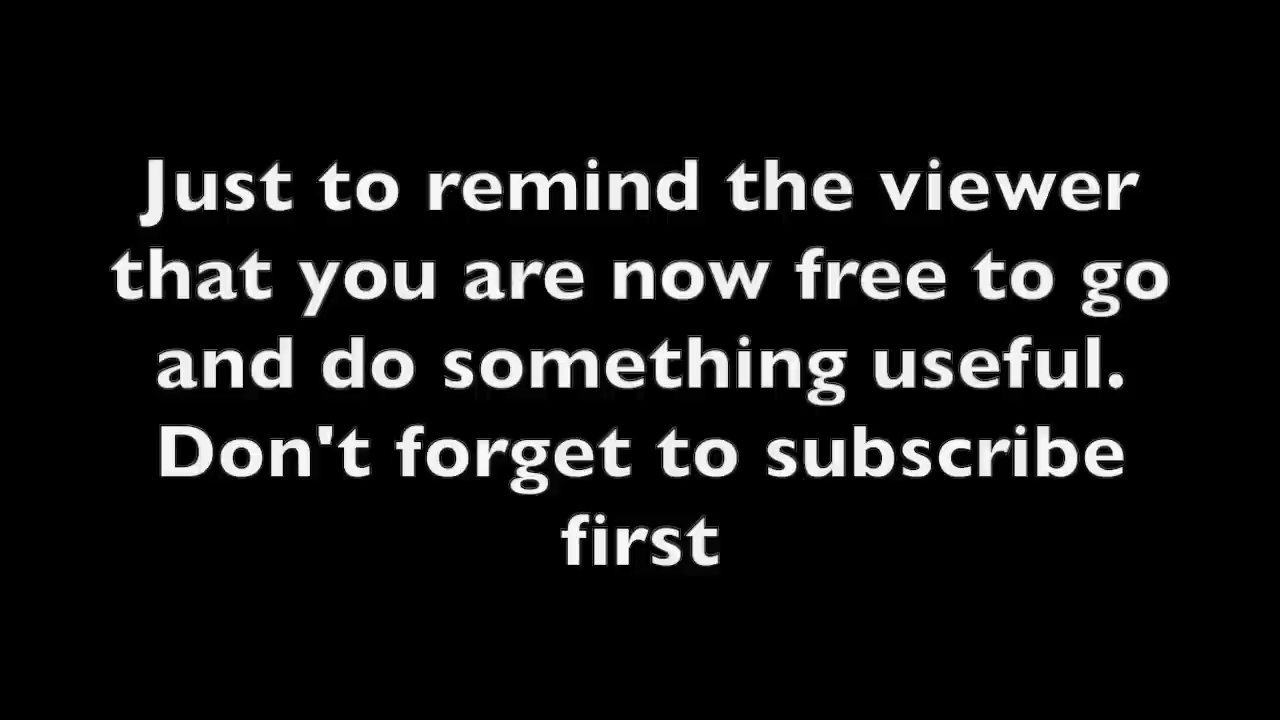 Just to remind the viewer
that you are now free to go
and do something useful.
Don't forget to subscribe
first